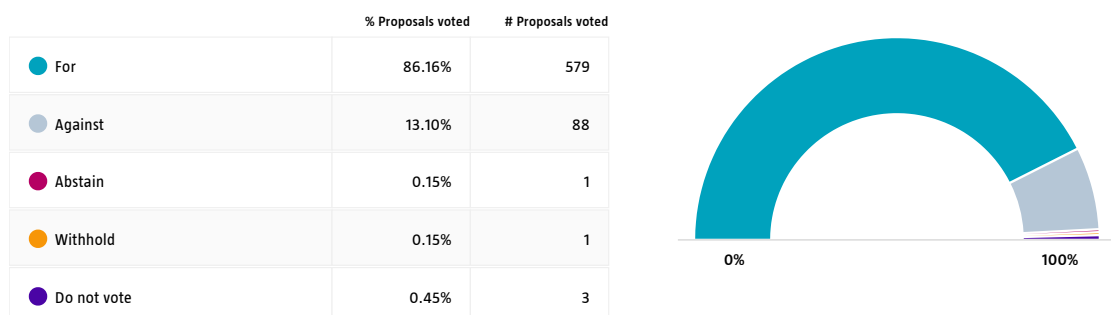 % Proposals voted # Proposals voted
For 86.16% 579
Against 13.10% 88
Abstain 0.15% 1
Withhold 0.15% 1
Do not vote 0.45% 3
0% 100%